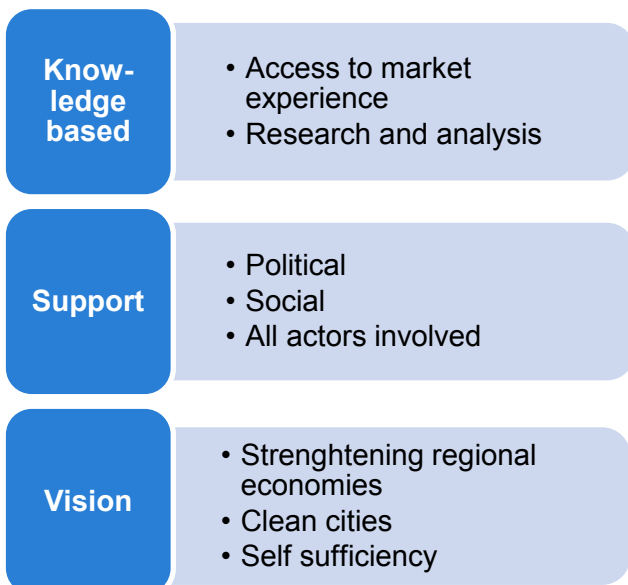 Know-
ledge
based
• Access to market
experience
• Research and analysis
Support
• Political
• Social
• All actors involved
Vision
• Strenghtening regional
economies
• Clean cities
• Self sufficiency